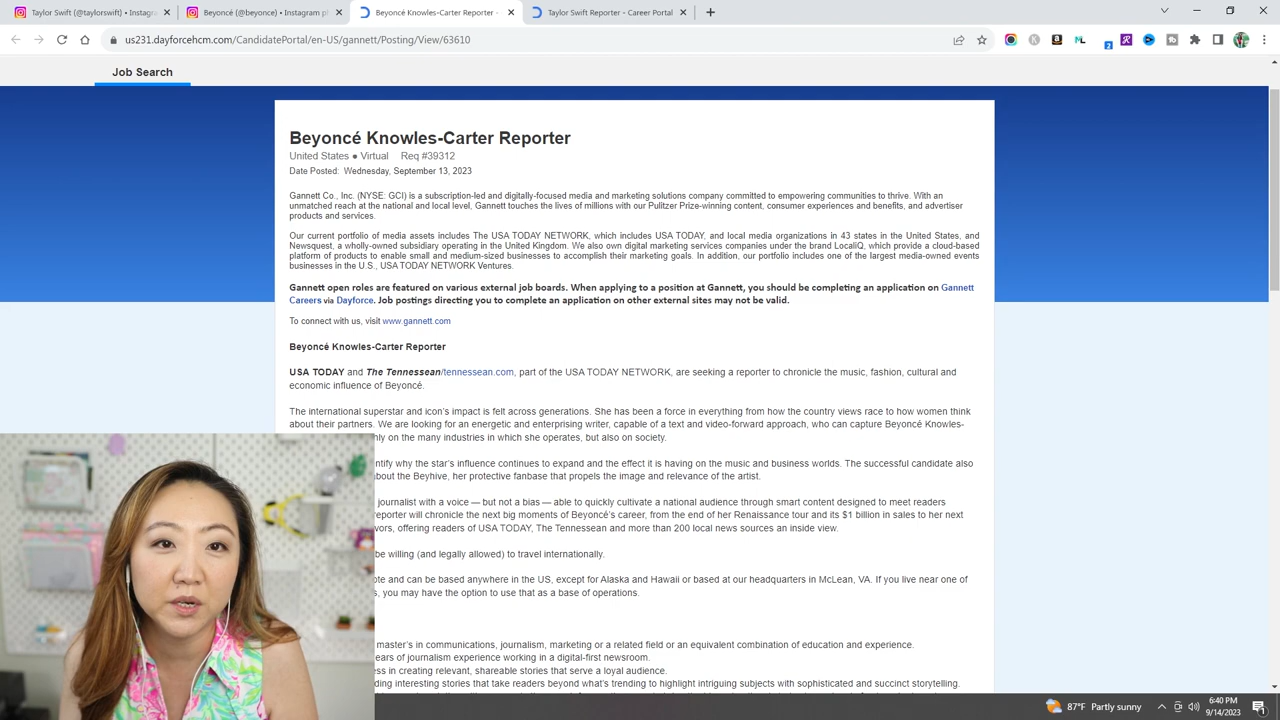 Taylor Swift (@taylorswift) • Instag
Beyoncé (@beyonce) • Instagram p
Beyoncé Knowles-Carter Reporter -
Taylor Swift Reporter - Career Portal
us231.dayforcehcm.com/CandidatePortal/en-US/gannett/Posting/View/63610
Job Search
Beyoncé Knowles-Carter Reporter
United States ● Virtual Req #39312
Date Posted: Wednesday, September 13, 2023
Gannett Co., Inc. (NYSE: GCI) is a subscription-led and digitally-focused media and marketing solutions company committed to empowering communities to thrive. With an
unmatched reach at the national and local level, Gannett touches the lives of millions with our Pulitzer Prize-winning content, consumer experiences and benefits, and advertiser
products and services.
Our current portfolio of media assets includes The USA TODAY NETWORK, which includes USA TODAY, and local media organizations in 43 states in the United States, and
Newsquest, a wholly-owned subsidiary operating in the United Kingdom. We also own digital marketing services companies under the brand LocaliQ, which provide a cloud-based
platform of products to enable small and medium-sized businesses to accomplish their marketing goals. In addition, our portfolio includes one of the largest media-owned events
businesses in the U.S., USA TODAY NETWORK Ventures.
Gannett open roles are featured on various external job boards. When applying to a position at Gannett, you should be completing an application on Gannett
Careers via Dayforce. Job postings directing you to complete an application on other external sites may not be valid.
To connect with us, visit www.gannett.com
Beyoncé Knowles-Carter Reporter
USA TODAY and The Tennessean/tennessean.com, part of the USA TODAY NETWORK, are seeking a reporter to chronicle the music, fashion, cultural and
economic influence of Beyoncé.
The international superstar and icon's impact is felt across generations. She has been a force in everything from how the country views race to how women think
about their partners. We are looking for an energetic and enterprising writer, capable of a text and video-forward approach, who can capture Beyoncé Knowles-
nly on the many industries in which she operates, but also on society.
ntify why the star's influence continues to expand and the effect it is having on the music and business worlds. The successful candidate also
about the Beyhive, her protective fanbase that propels the image and relevance of the artist.
journalist with a voice — but not a bias — able to quickly cultivate a national audience through smart content designed to meet readers
reporter will chronicle the next big moments of Beyoncé's career, from the end of her Renaissance tour and its $1 billion in sales to her next
vors, offering readers of USA TODAY, The Tennessean and more than 200 local news sources an inside view.
be willing (and legally allowed) to travel internationally.
ote and can be based anywhere in the US, except for Alaska and Hawaii or based at our headquarters in McLean, VA. If you live near one of
s, you may have the option to use that as a base of operations.
master's in communications, journalism, marketing or a related field or an equivalent combination of education and experience.
ears of journalism experience working in a digital-first newsroom.
ss in creating relevant, shareable stories that serve a loyal audience.
ding interesting stories that take readers beyond what's trending to highlight intriguing subjects with sophisticated and succinct storytelling.
87°F Partly sunny
6:40 PM
9/14/2023